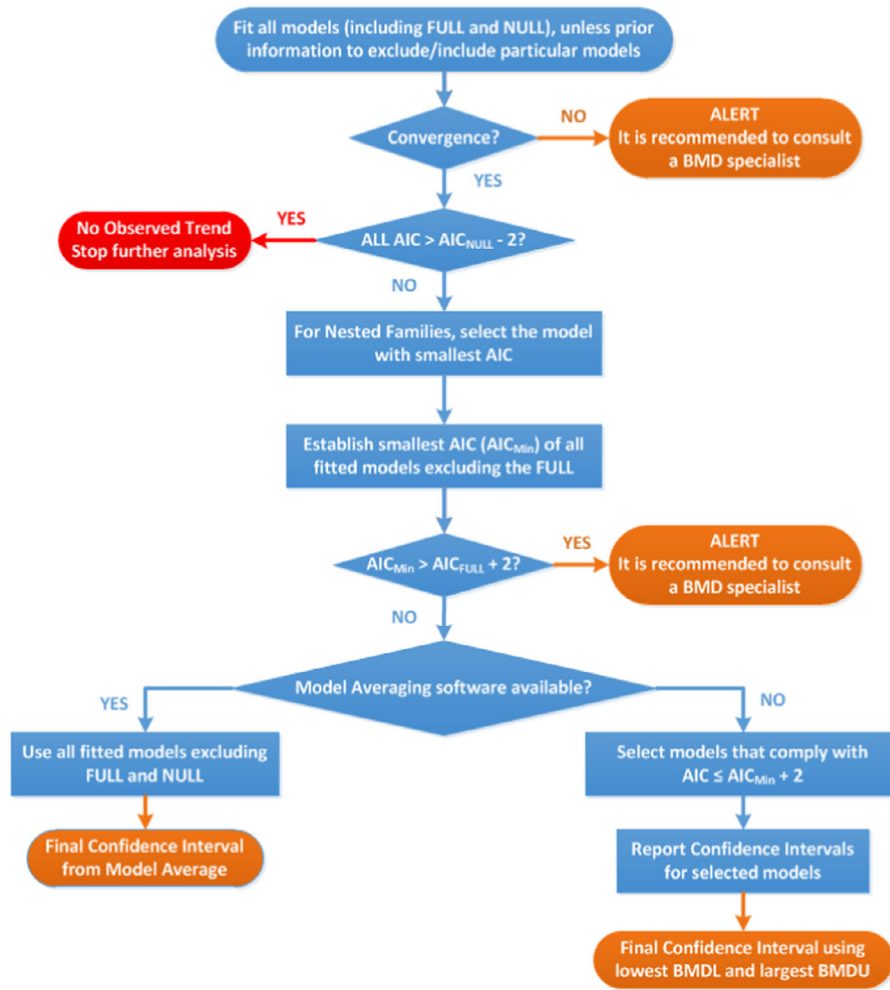 Fit all models (including FULL and NULL), unless prior
information to exclude/include particular models
Convergence?
NO
ALERT
It is recommended to consult
a BMD specialist
YES
ALL AIC > AICNULL - 2?
YES
No Observed Trend
Stop further analysis
NO
For Nested Families, select the model
with smallest AIC
Establish smallest AIC (AICMin) of all
fitted models excluding the FULL
AICMin > AICFULL + 2?
YES
ALERT
It is recommended to consult
a BMD specialist
NO
Model Averaging software available?
YES
Use all fitted models excluding
FULL and NULL
Final Confidence Interval
from Model Average
NO
Select models that comply with
AIC ≤ AICMin + 2
Report Confidence Intervals
for selected models
Final Confidence Interval using
lowest BMDL and largest BMDU